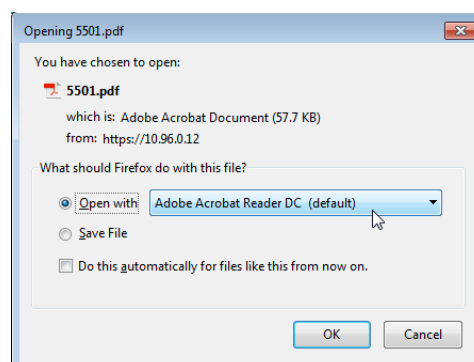 Opening 5501.pdf
You have chosen to open:
5501.pdf
which is: Adobe Acrobat Document (57.7 KB)
from: https://10.96.0.12
What should Firefox do with this file?
Open with Adobe Acrobat Reader DC (default)
Save File
Do this automatically for files like this from now on.
OK Cancel